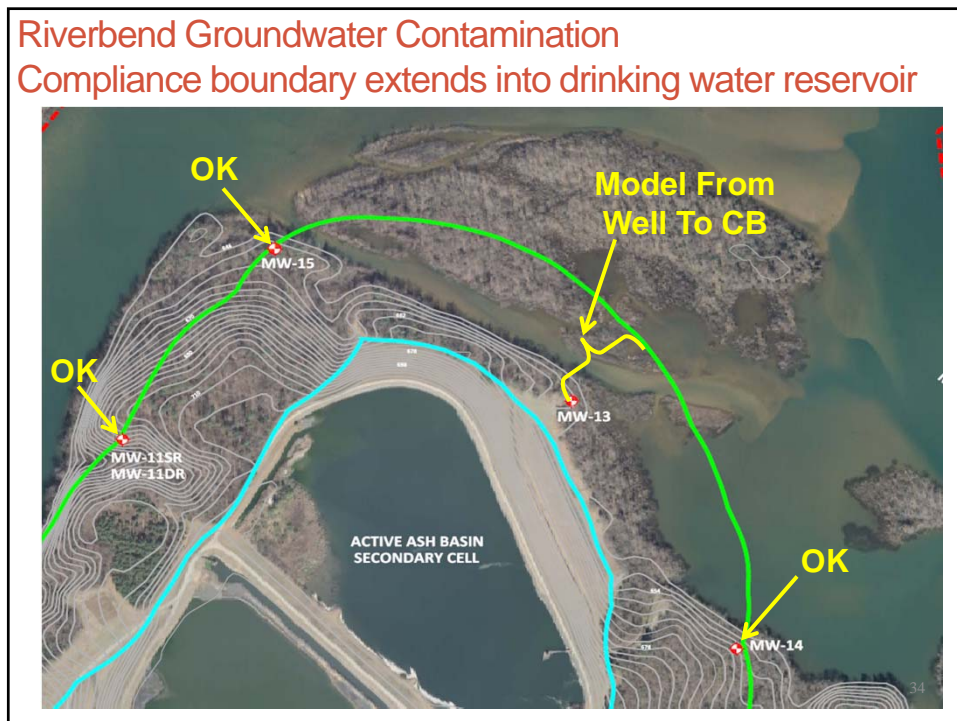 Riverbend Groundwater Contamination
Compliance boundary extends into drinking water reservoir
OK
Model From
Well To CB
MW-15
OK
MW-13
MW-11SR
MW-11DR
ACTIVE ASH BASIN
SECONDARY CELL
OK
MW-14
34